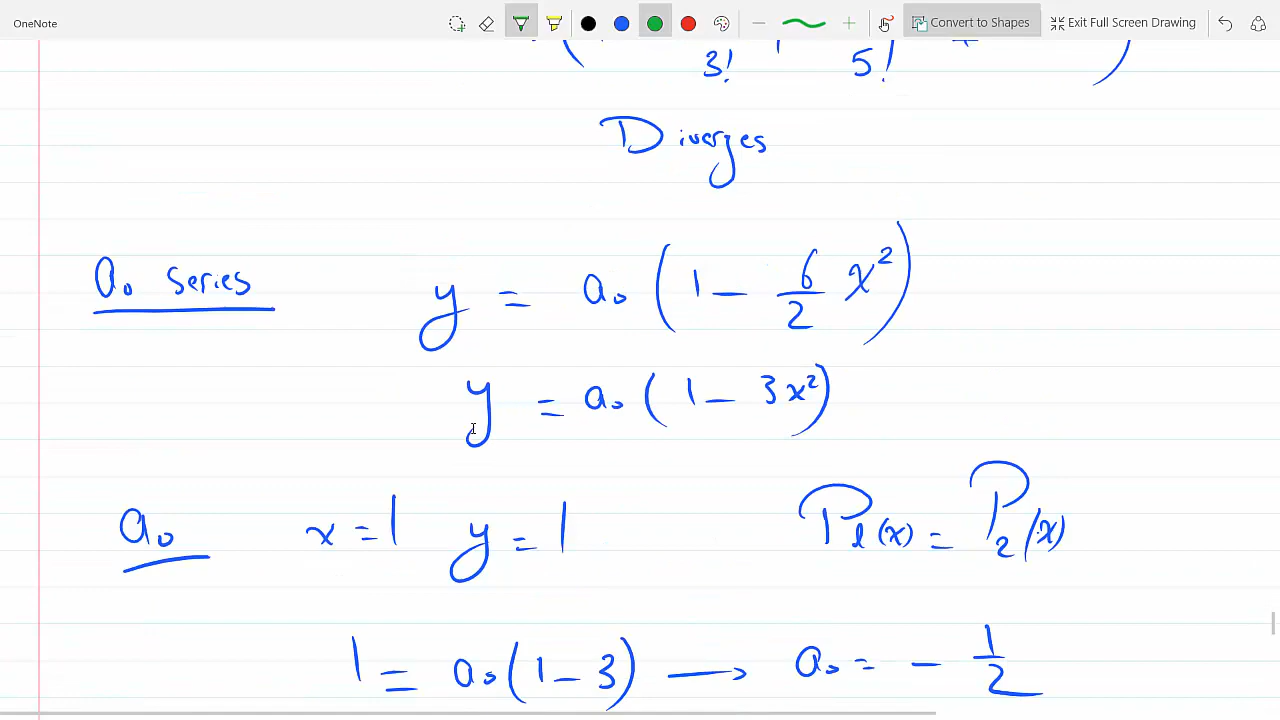 OneNote
Convert to Shapes
Exit Full Screen Drawing
3! 5!
Diverges
a₀ series y = a₀ (1 - 6/2 x²)
y = a₀ (1 - 3x²)
a₀ x = 1 y = 1 Pₗ(x) = P₂(x)
1 = a₀(1 - 3) → a₀ = - 1/2